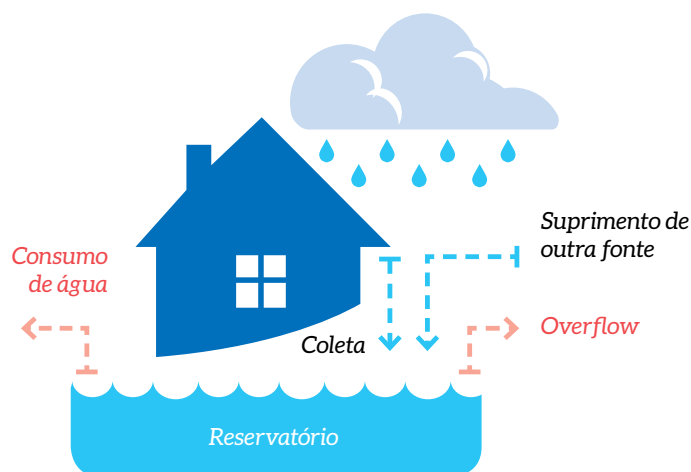 Suprimento de
outra fonte
Consumo
de água
Overflow
Coleta
Reservatório